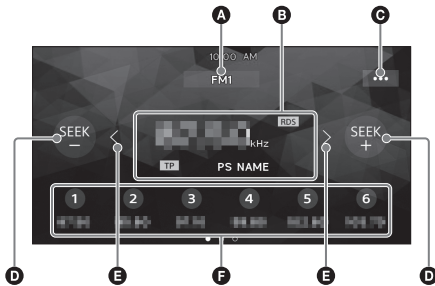 A B C
10:00 AM
FM1
SEEK
−
RDS
kHz
TP PS NAME
SEEK
+
1 2 3 4 5 6
D E F E D